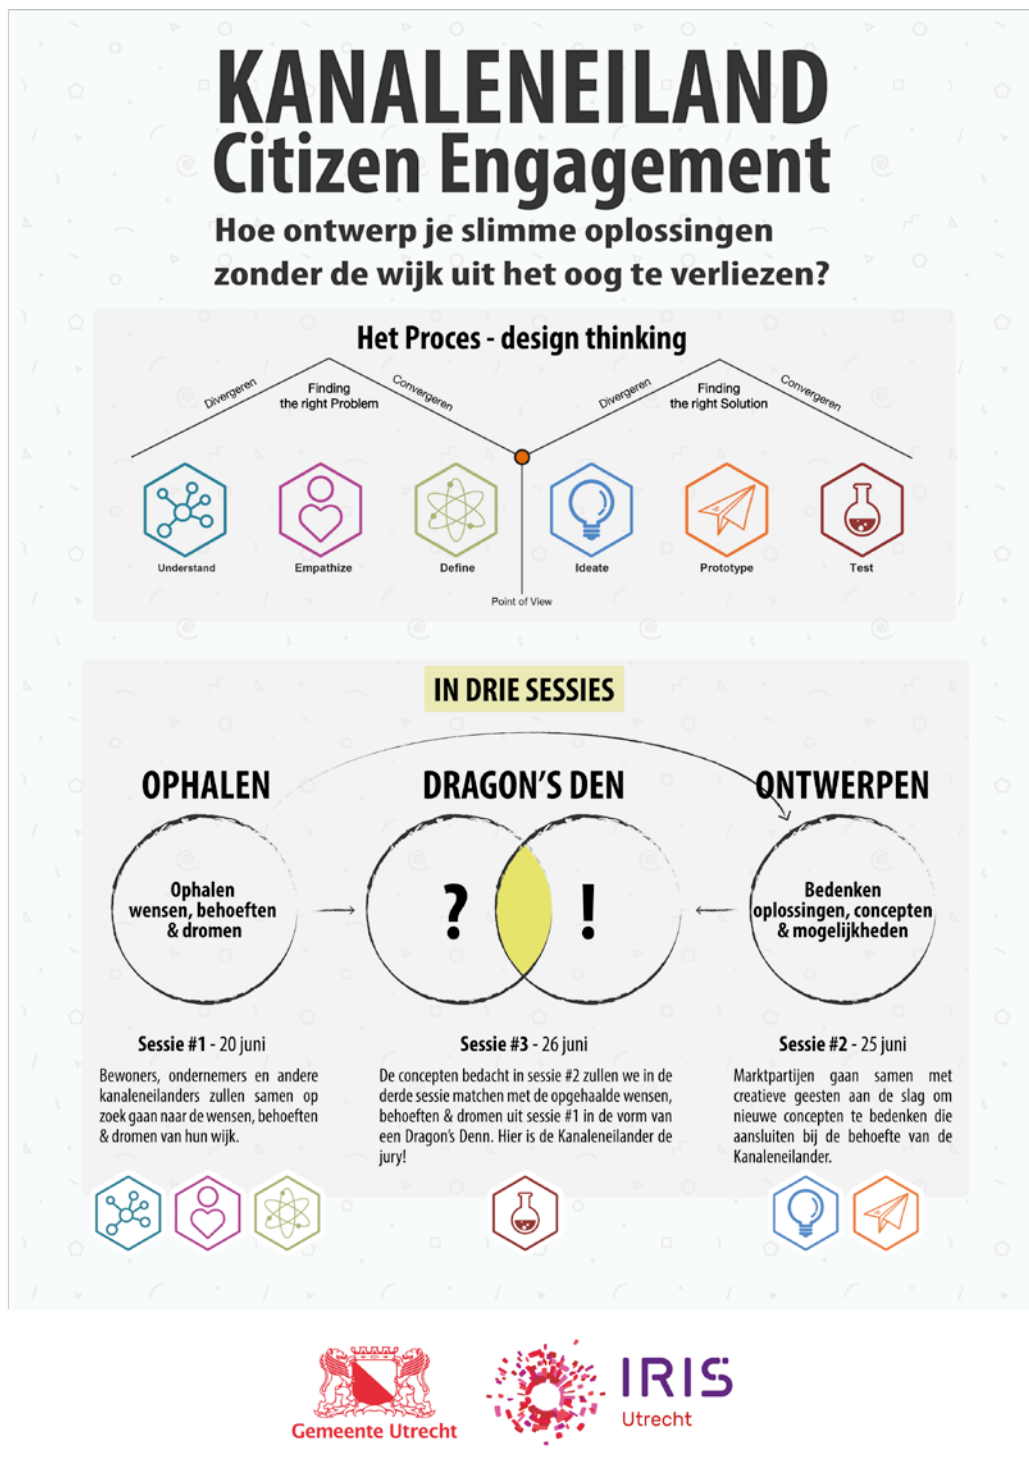 KANALENEILAND
Citizen Engagement
Hoe ontwerp je slimme oplossingen
zonder de wijk uit het oog te verliezen?
Het Proces - design thinking
Divergeren
Finding
the right Problem
Convergeren
Divergeren
Finding
the right Solution
Convergeren
Understand
Empathize
Define
Ideate
Prototype
Test
Point of View
IN DRIE SESSIES
OPHALEN
Ophalen
wensen, behoeften
& dromen
Sessie #1 - 20 juni
Bewoners, ondernemers en andere
kanaleneilanders zullen samen op
zoek gaan naar de wensen, behoeften
& dromen van hun wijk.
DRAGON'S DEN
?
!
Sessie #3 - 26 juni
De concepten bedacht in sessie #2 zullen we in de
derde sessie matchen met de opgehaalde wensen,
behoeften & dromen uit sessie #1 in de vorm van
een Dragon's Denn. Hier is de Kanaleneilander de
jury!
ONTWERPEN
Bedenken
oplossingen, concepten
& mogelijkheden
Sessie #2 - 25 juni
Marktpartijen gaan samen met
creatieve geesten aan de slag om
nieuwe concepten te bedenken die
aansluiten bij de behoefte van de
Kanaleneilander.
Gemeente Utrecht
IRIS
Utrecht